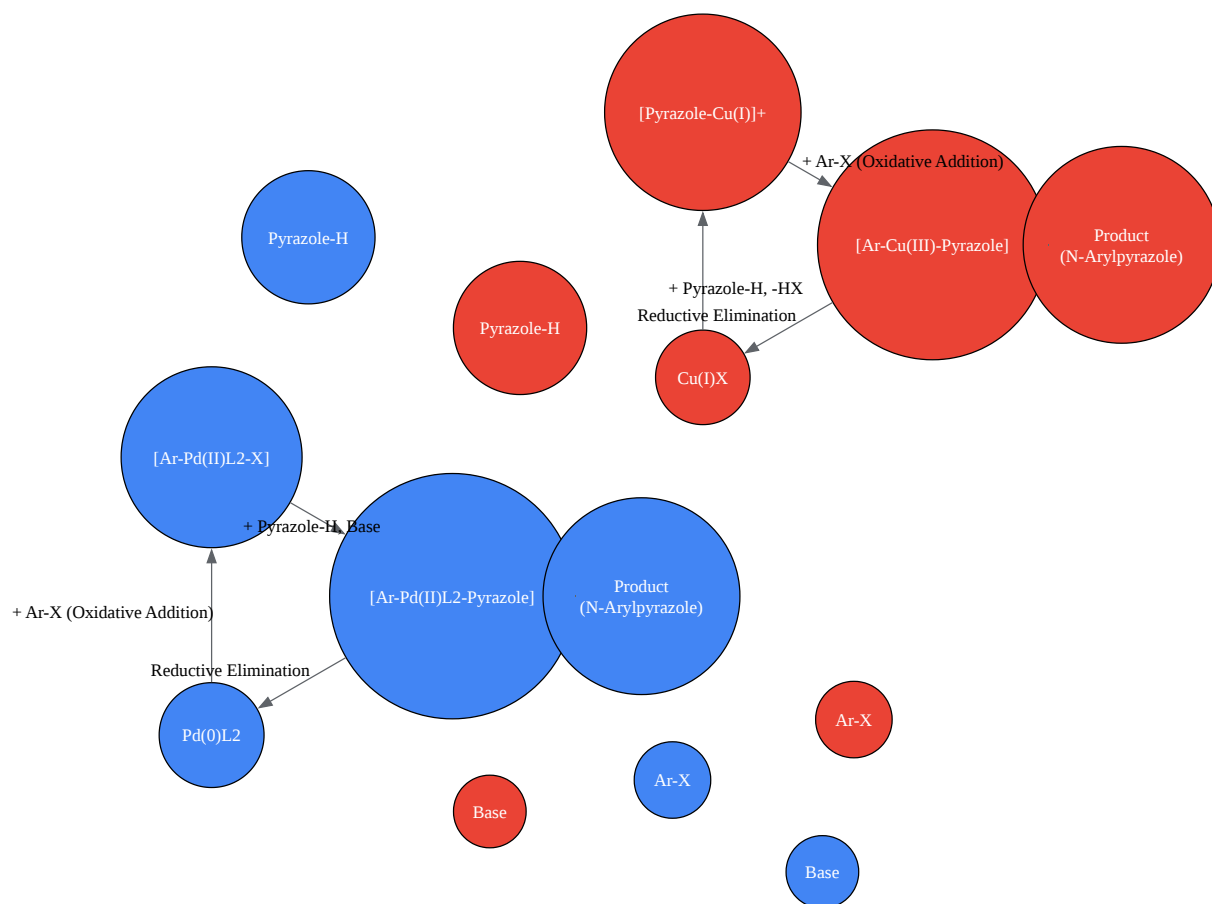 [Pyrazole-Cu(I)]+
+ Ar-X (Oxidative Addition)
Pyrazole-H
[Ar-Cu(III)-Pyrazole]
Product
(N-Arylpyrazole)
+ Pyrazole-H, -HX
Reductive Elimination
Pyrazole-H
Cu(I)X
[Ar-Pd(II)L2-X]
+ Pyrazole-H, Base
[Ar-Pd(II)L2-Pyrazole]
Product
(N-Arylpyrazole)
+ Ar-X (Oxidative Addition)
Reductive Elimination
Pd(0)L2
Ar-X
Ar-X
Base
Base